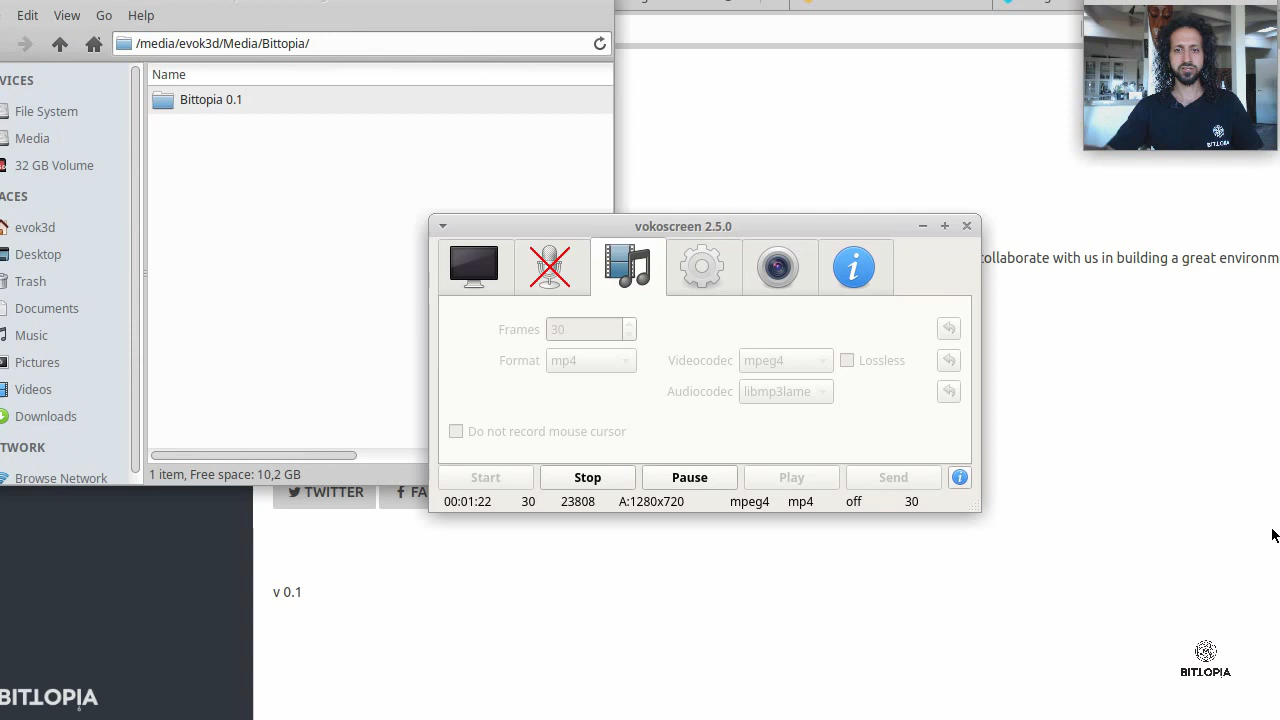 Edit View Go Help
/media/evok3d/Media/Bittopia/
VICES
File System
Media
32 GB Volume
ACES
evok3d
Desktop
Trash
Documents
Music
Pictures
Videos
Downloads
TWORK
Browse Network
Name
Bittopia 0.1
1 item, Free space: 10,2 GB
BITTOPIA
vokoscreen 2.5.0
Frames 30
Format mp4 Videocodec mpeg4 Lossless
Audiocodec libmp3lame
Do not record mouse cursor
Start Stop Pause Play Send
00:01:22 30 23808 A:1280x720 mpeg4 mp4 off 30
collaborate with us in building a great environm
TWITTER FA
v 0.1
BITTOPIA
BITTOPIA